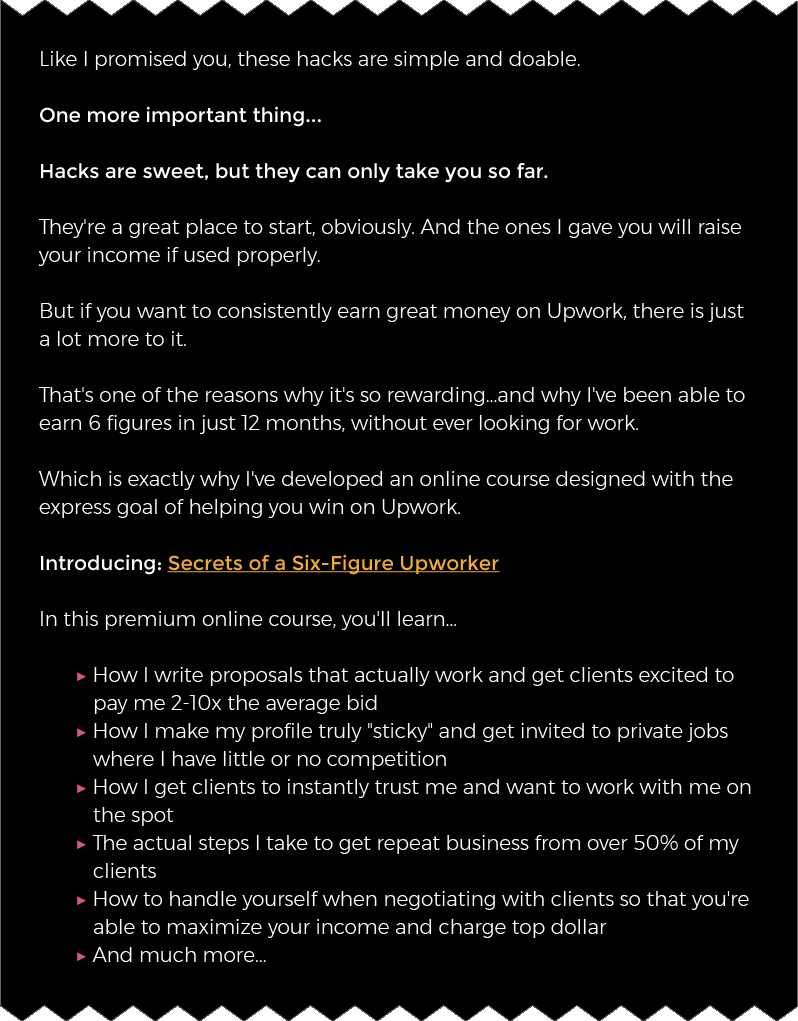 Like I promised you, these hacks are simple and doable.
One more important thing...
Hacks are sweet, but they can only take you so far.
They're a great place to start, obviously. And the ones I gave you will raise
your income if used properly.
But if you want to consistently earn great money on Upwork, there is just
a lot more to it.
That's one of the reasons why it's so rewarding...and why I've been able to
earn 6 figures in just 12 months, without ever looking for work.
Which is exactly why I've developed an online course designed with the
express goal of helping you win on Upwork.
Introducing: Secrets of a Six-Figure Upworker
In this premium online course, you'll learn...
▸ How I write proposals that actually work and get clients excited to
pay me 2-10x the average bid
▸ How I make my profile truly "sticky" and get invited to private jobs
where I have little or no competition
▸ How I get clients to instantly trust me and want to work with me on
the spot
▸ The actual steps I take to get repeat business from over 50% of my
clients
▸ How to handle yourself when negotiating with clients so that you're
able to maximize your income and charge top dollar
▸ And much more...